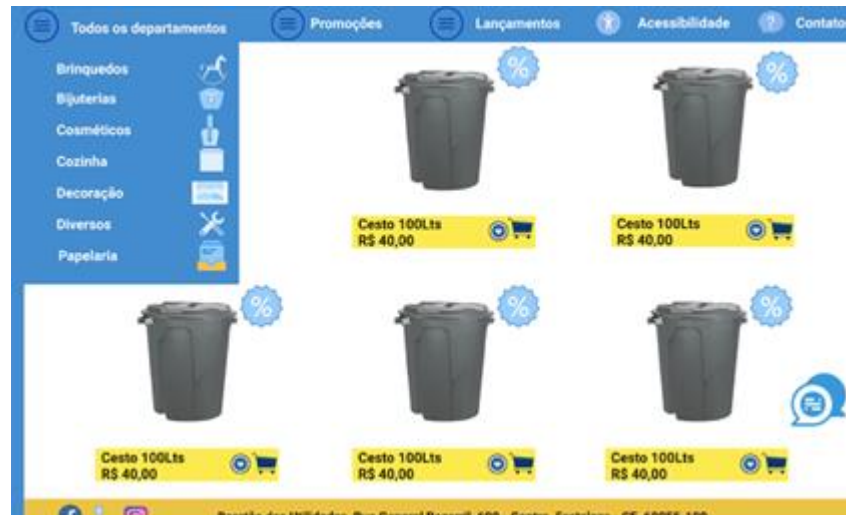 Todos os departamentos
Promoções
Lançamentos
Acessibilidade
Contato
Brinquedos
Bijuterias
Cosméticos
Cozinha
Decoração
Diversos
Papelaria
%
%
Cesto 100Lts
R$ 40,00
Cesto 100Lts
R$ 40,00
%
%
%
Cesto 100Lts
R$ 40,00
Cesto 100Lts
R$ 40,00
Cesto 100Lts
R$ 40,00